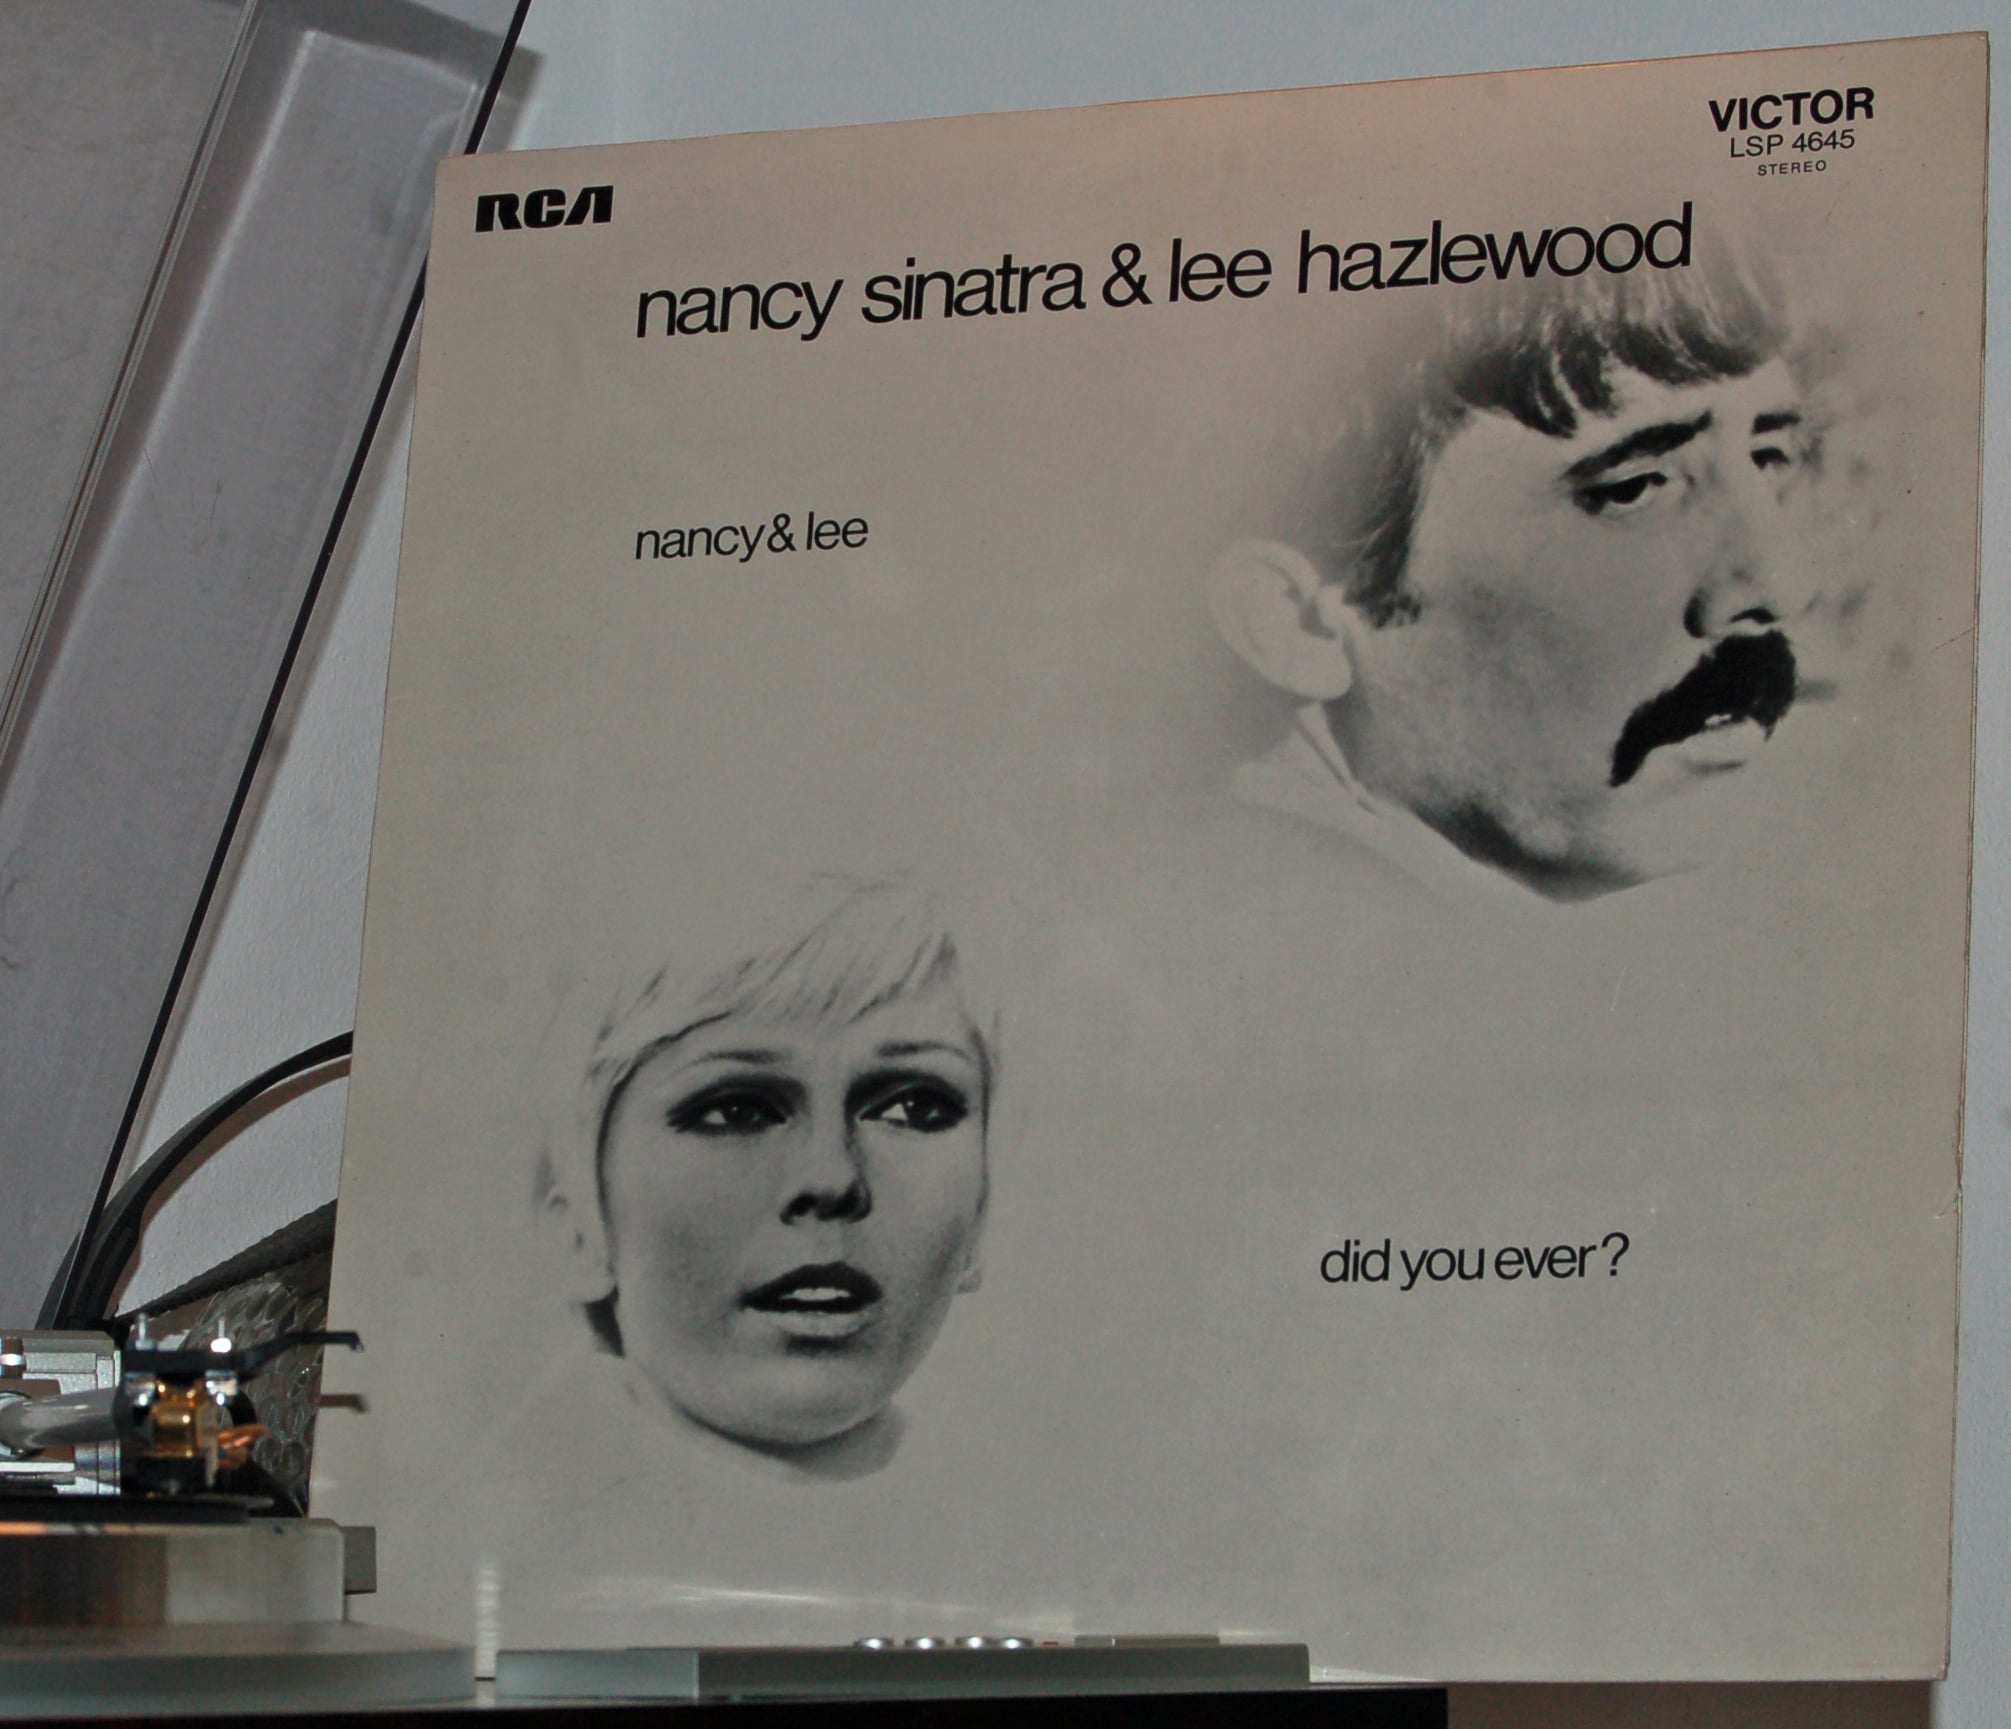 RCA
VICTOR
LSP 4645
STEREO
nancy sinatra & lee hazlewood
nancy & lee
did you ever?